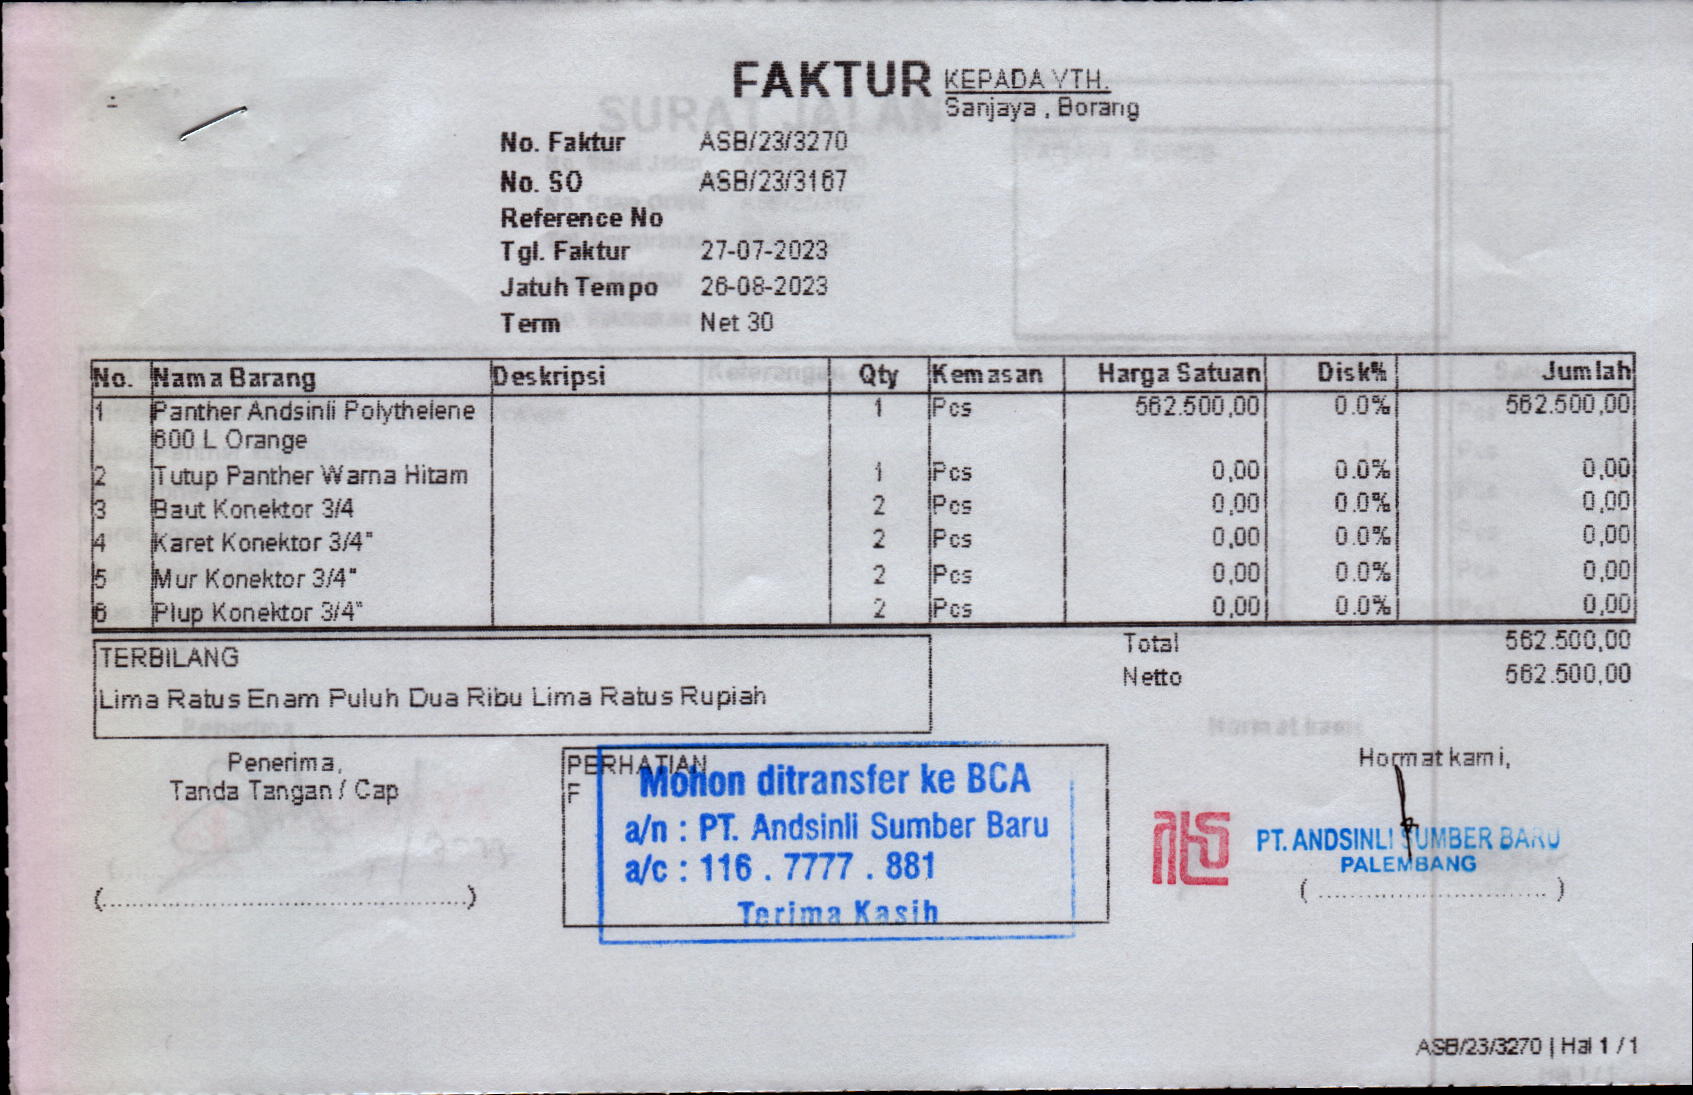 FAKTUR
KEPADA YTH.
Sanjaya , Borang
No. Faktur ASB/23/3270
No. SO ASB/23/3167
Reference No
Tgl. Faktur 27-07-2023
Jatuh Tempo 26-08-2023
Term Net 30
No. Nama Barang Deskripsi Qty Kemasan Harga Satuan Disk% Jumlah
1 Panther Andsinli Polythelene 1 Pcs 562.500,00 0.0% 562.500,00
600 L Orange
2 Tutup Panther Warna Hitam 1 Pcs 0,00 0.0% 0,00
3 Baut Konektor 3/4 2 Pcs 0,00 0.0% 0,00
4 Karet Konektor 3/4" 2 Pcs 0,00 0.0% 0,00
5 Mur Konektor 3/4" 2 Pcs 0,00 0.0% 0,00
6 Plup Konektor 3/4" 2 Pcs 0,00 0.0% 0,00
Total 562.500,00
Netto 562.500,00
TERBILANG
Lima Ratus Enam Puluh Dua Ribu Lima Ratus Rupiah
Penerima,
Tanda Tangan / Cap
(..............................................)
PERHATIAN
F
Mohon ditransfer ke BCA
a/n : PT. Andsinli Sumber Baru
a/c : 116 . 7777 . 881
Terima Kasih
Hormat kami,
PT. ANDSINLI SUMBER BARU
PALEMBANG
( ............................. )
ASB/23/3270 | Hal 1 / 1